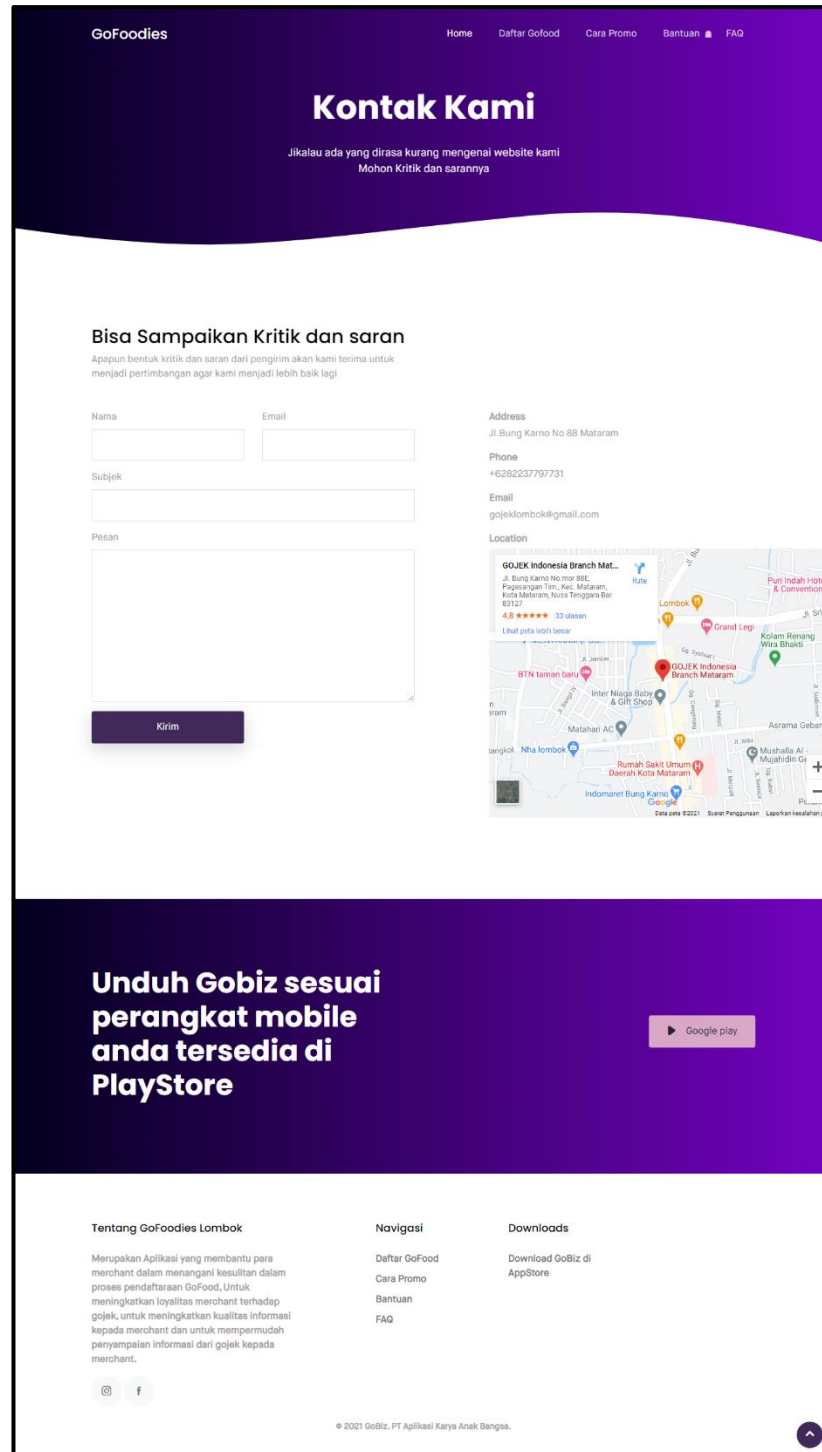 GoFoodies
Home Daftar Gofood Cara Promo Bantuan FAQ
Kontak Kami
Jikalau ada yang dirasa kurang mengenai website kami
Mohon Kritik dan sarannya
Bisa Sampaikan Kritik dan saran
Apapun bentuk kritik dan saran dari pengirim akan kami terima untuk
menjadi pertimbangan agar kami menjadi lebih baik lagi
Nama Email
Subjek
Pesan
Kirim
Address
Jl.Bung Karno No 88 Mataram
Phone
+6282237797731
Email
gojeklombok@gmail.com
Location
GOJEK Indonesia Branch Mat...
Jl. Bung Karno No.mor 88E,
Pagesangan Tim., Kec. Mataram,
Kota Mataram, Nusa Tenggara Bar.
83127
Rute
4,8 ★★★★★ 33 ulasan
Lihat peta lebih besar
Lombok
Puri Indah Hote
& Convention
Grand Legi
Kolam Renang
Wira Bhakti
GOJEK Indonesia
Branch Mataram
BTN taman baru
Inter Niaga Baby
& Gift Shop
Matahari AC
Asrama Gebar
Nha lombok
Mushalla Al -
Mujahidin Ge
Rumah Sakit Umum
Daerah Kota Mataram
Indomaret Bung Karno
Google
Data peta ©2021 Syarat Penggunaan Laporkan kesalahan p
Unduh Gobiz sesuai
perangkat mobile
anda tersedia di
PlayStore
Google play
Tentang GoFoodies Lombok
Merupakan Aplikasi yang membantu para
merchant dalam menangani kesulitan dalam
proses pendaftaraan GoFood, Untuk
meningkatkan loyalitas merchant terhadap
gojek, untuk meningkatkan kualitas informasi
kepada merchant dan untuk mempermudah
penyampaian informasi dari gojek kepada
merchant.
Navigasi
Daftar GoFood
Cara Promo
Bantuan
FAQ
Downloads
Download GoBiz di
AppStore
© 2021 GoBiz. PT Aplikasi Karya Anak Bangsa.